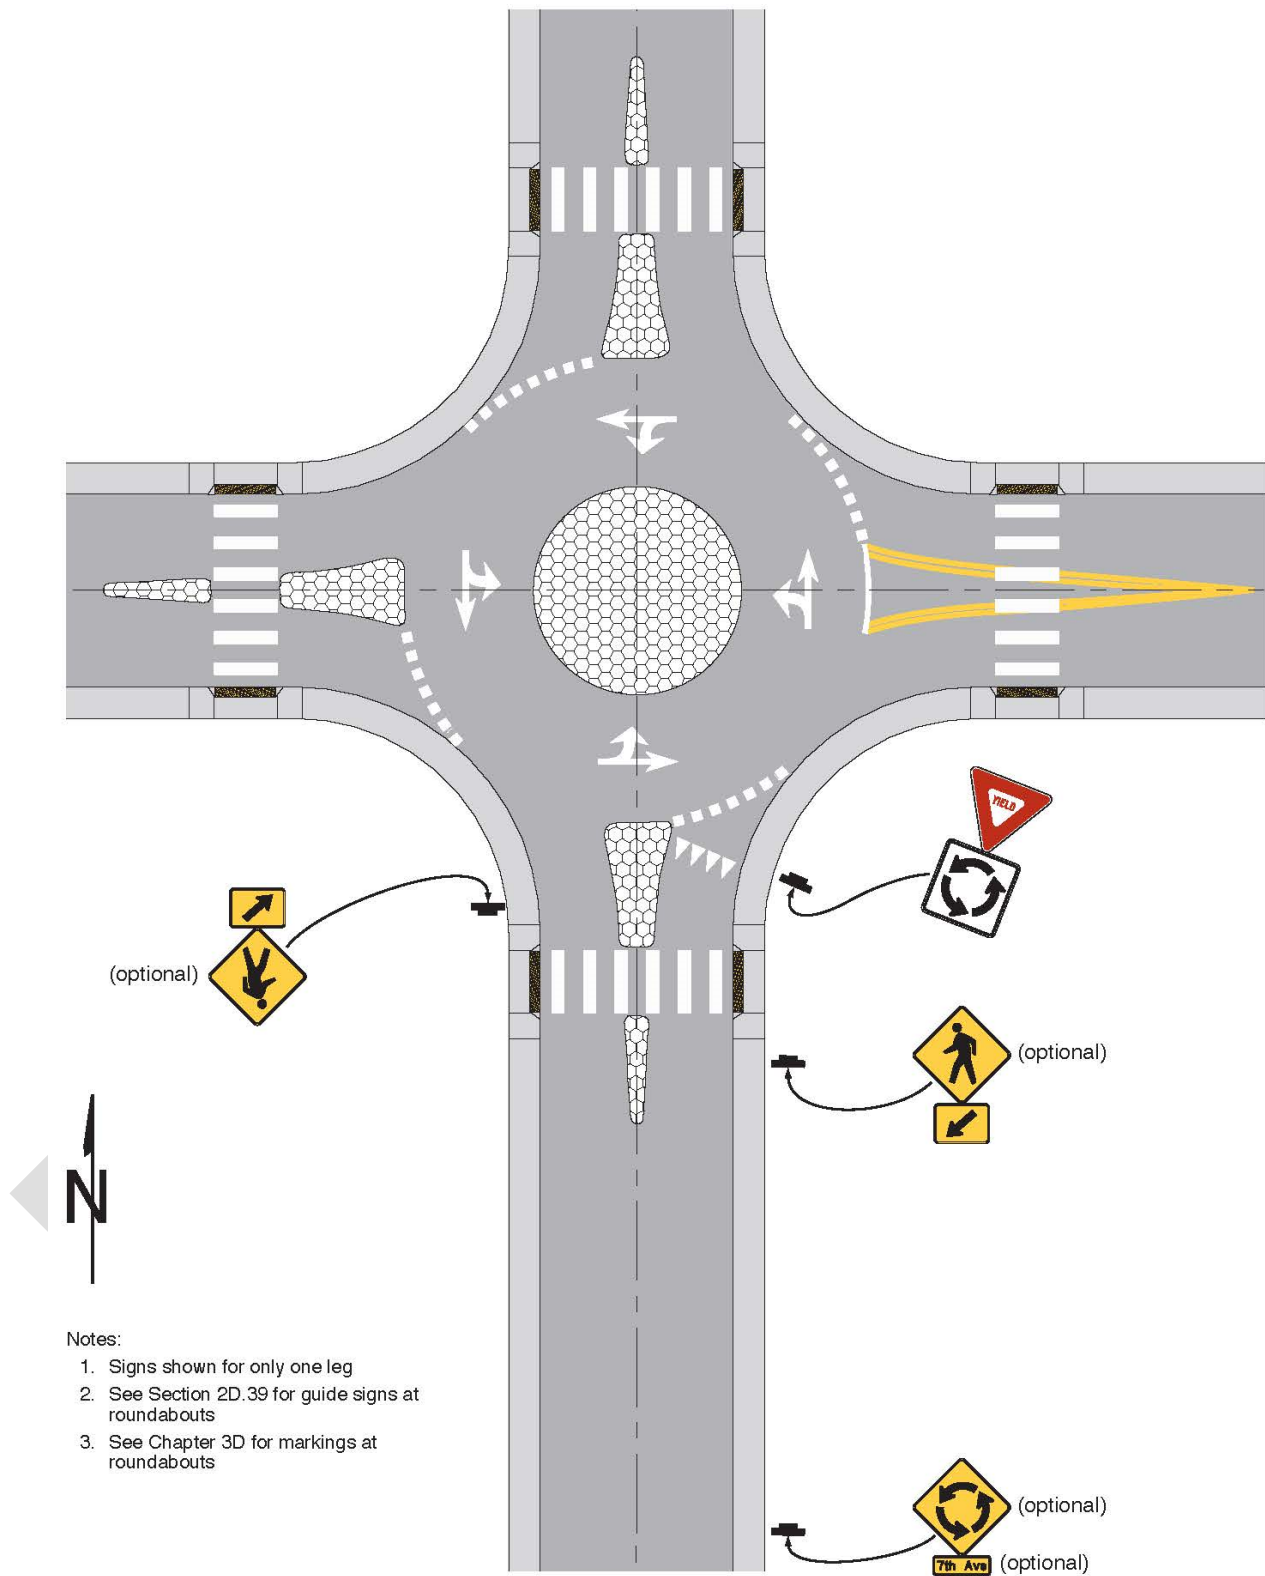 YIELD
(optional)
(optional)
N
Notes:
1. Signs shown for only one leg
2. See Section 2D.39 for guide signs at
roundabouts
3. See Chapter 3D for markings at
roundabouts
(optional)
7th Ave (optional)